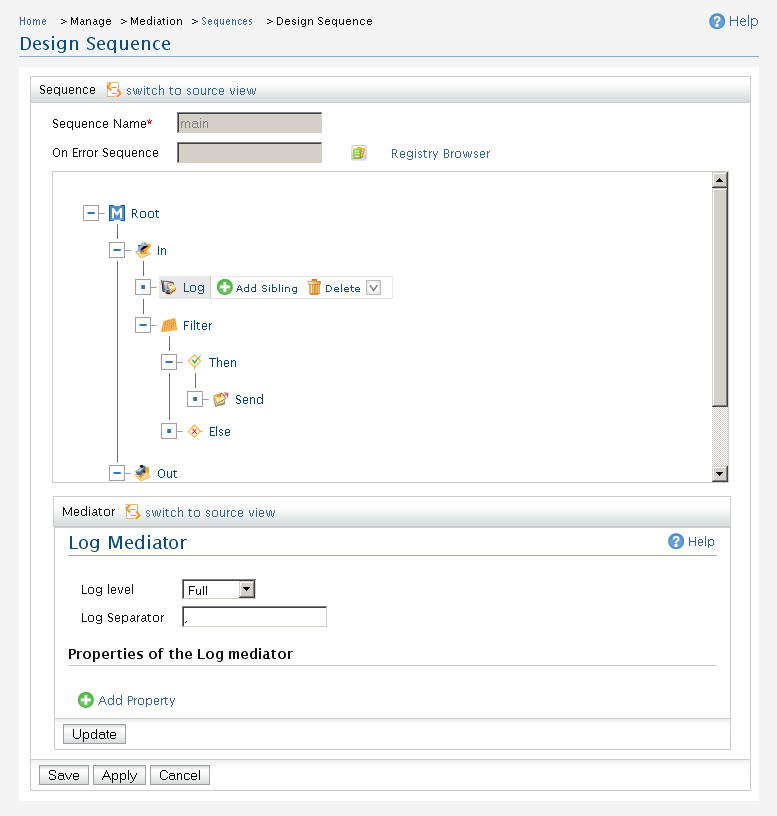 Home > Manage > Mediation > Sequences > Design Sequence Help
Design Sequence
Sequence switch to source view
Sequence Name* main
On Error Sequence Registry Browser
Root
In
Log Add Sibling Delete
Filter
Then
Send
Else
Out
Mediator switch to source view
Log Mediator Help
Log level Full
Log Separator ,
Properties of the Log mediator
Add Property
Update
Save Apply Cancel